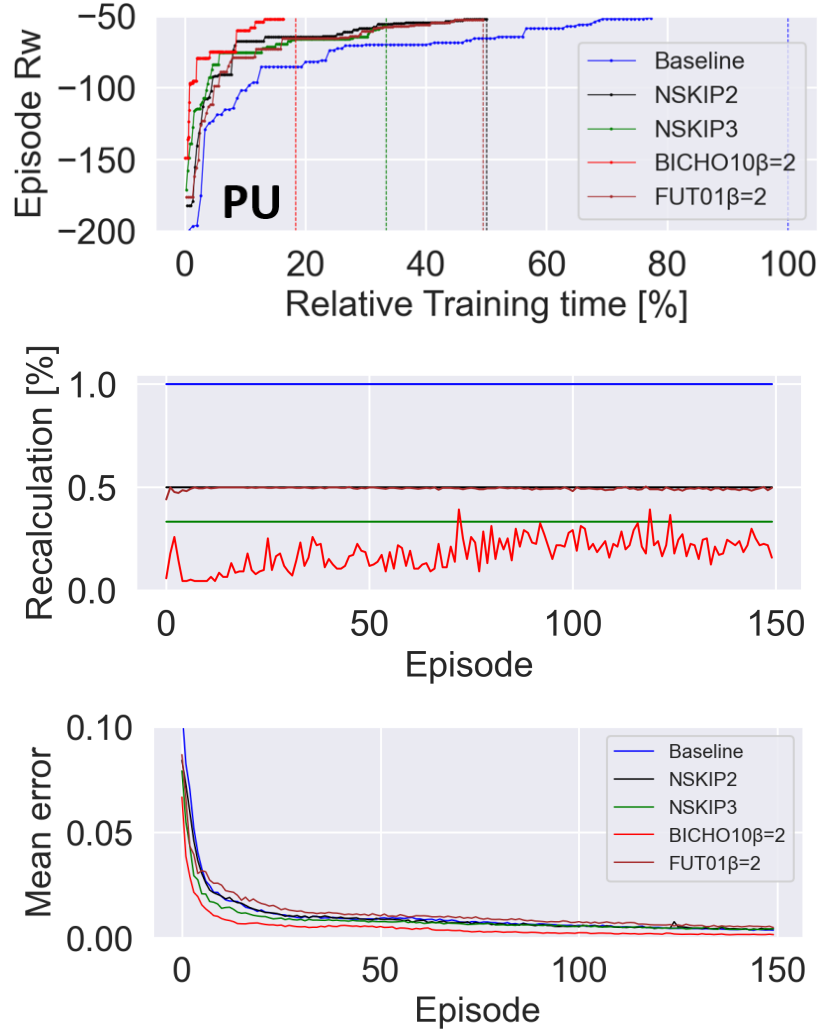 Episode Rw
−50
−100
−150
−200
PU
Baseline
NSKIP2
NSKIP3
BICHO10β=2
FUT01β=2
0 20 40 60 80 100
Relative Training time [%]
Recalculation [%]
1.0
0.5
0.0
0 50 100 150
Episode
Mean error
0.10
0.05
0.00
Baseline
NSKIP2
NSKIP3
BICHO10β=2
FUT01β=2
0 50 100 150
Episode